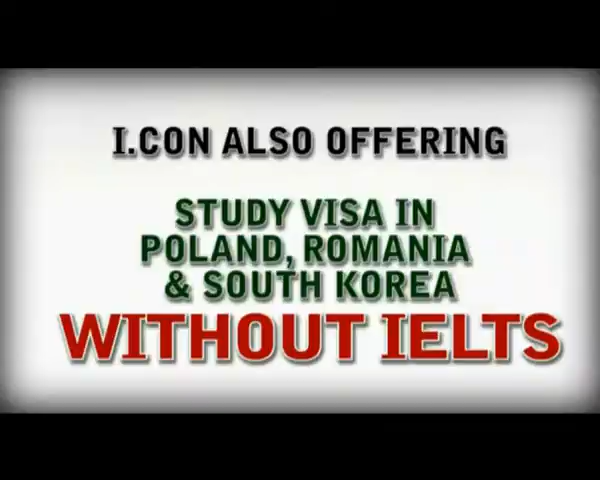 I.CON ALSO OFFERING
STUDY VISA IN
POLAND, ROMANIA
& SOUTH KOREA
WITHOUT IELTS